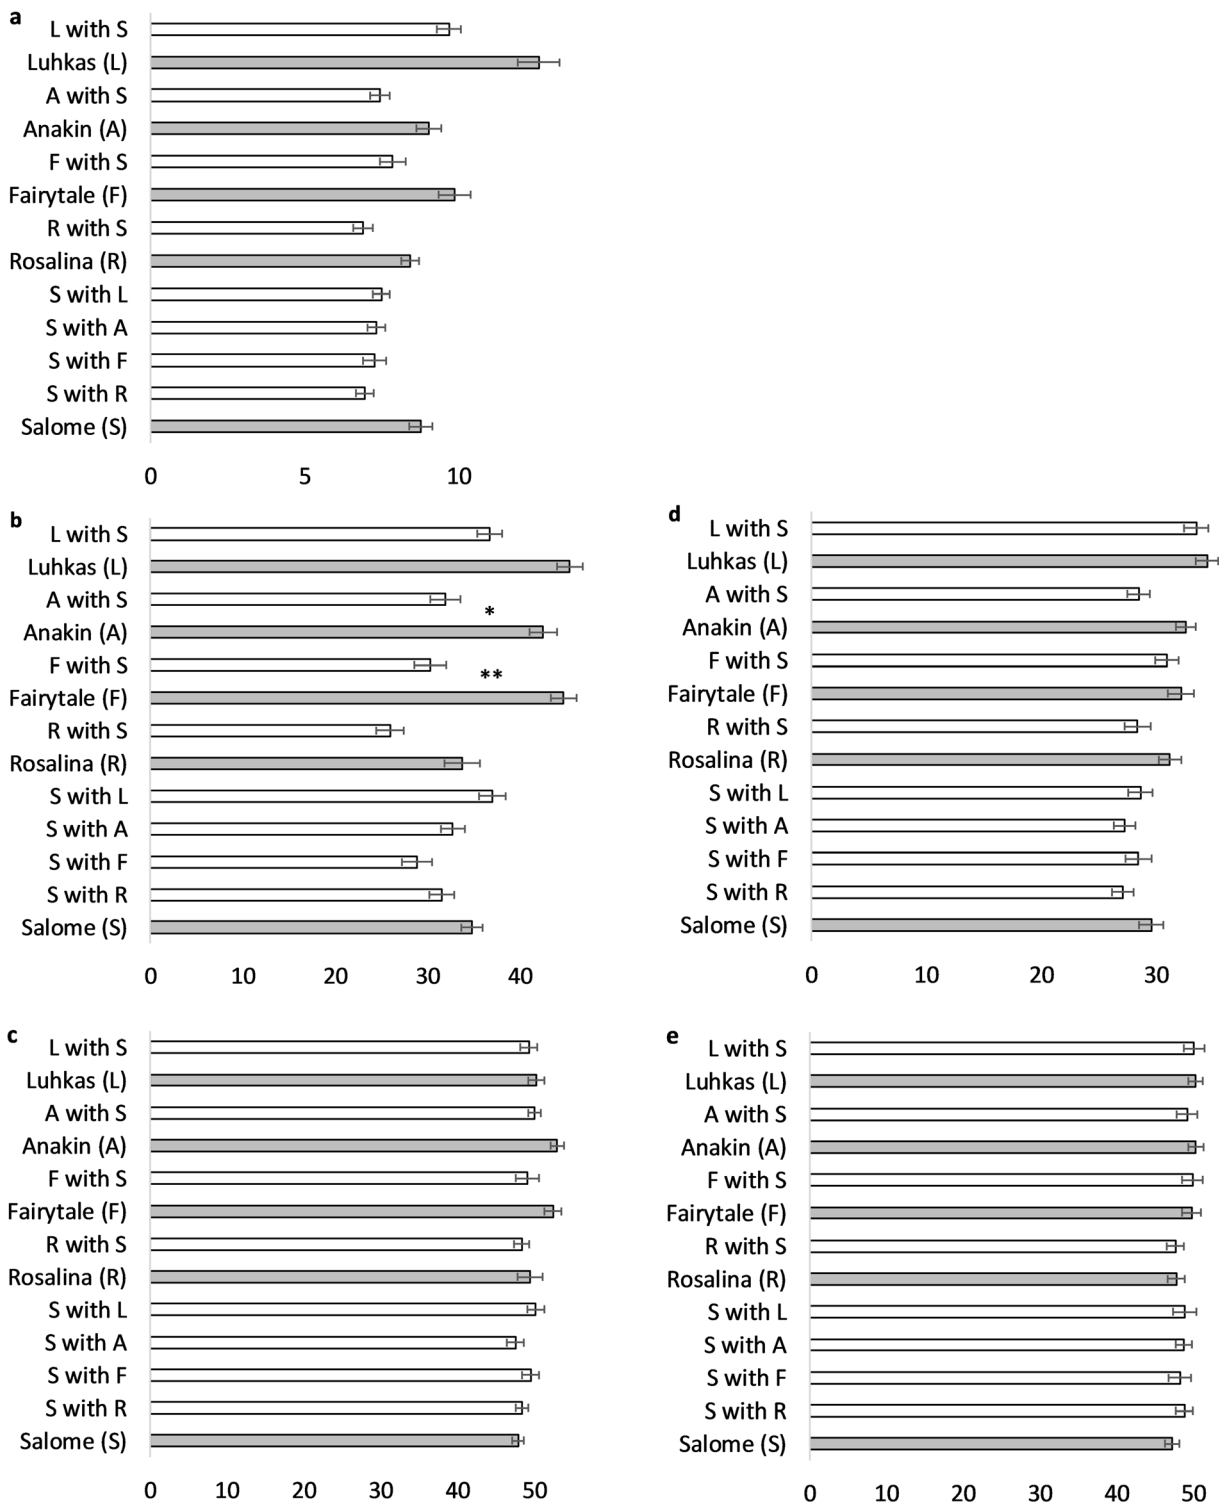 a
L with S
Luhkas (L)
A with S
Anakin (A)
F with S
Fairytale (F)
R with S
Rosalina (R)
S with L
S with A
S with F
S with R
Salome (S)
0 5 10
b
L with S
Luhkas (L)
A with S
*
Anakin (A)
F with S
**
Fairytale (F)
R with S
Rosalina (R)
S with L
S with A
S with F
S with R
Salome (S)
0 10 20 30 40
d
L with S
Luhkas (L)
A with S
Anakin (A)
F with S
Fairytale (F)
R with S
Rosalina (R)
S with L
S with A
S with F
S with R
Salome (S)
0 10 20 30
c
L with S
Luhkas (L)
A with S
Anakin (A)
F with S
Fairytale (F)
R with S
Rosalina (R)
S with L
S with A
S with F
S with R
Salome (S)
0 10 20 30 40 50
e
L with S
Luhkas (L)
A with S
Anakin (A)
F with S
Fairytale (F)
R with S
Rosalina (R)
S with L
S with A
S with F
S with R
Salome (S)
0 10 20 30 40 50